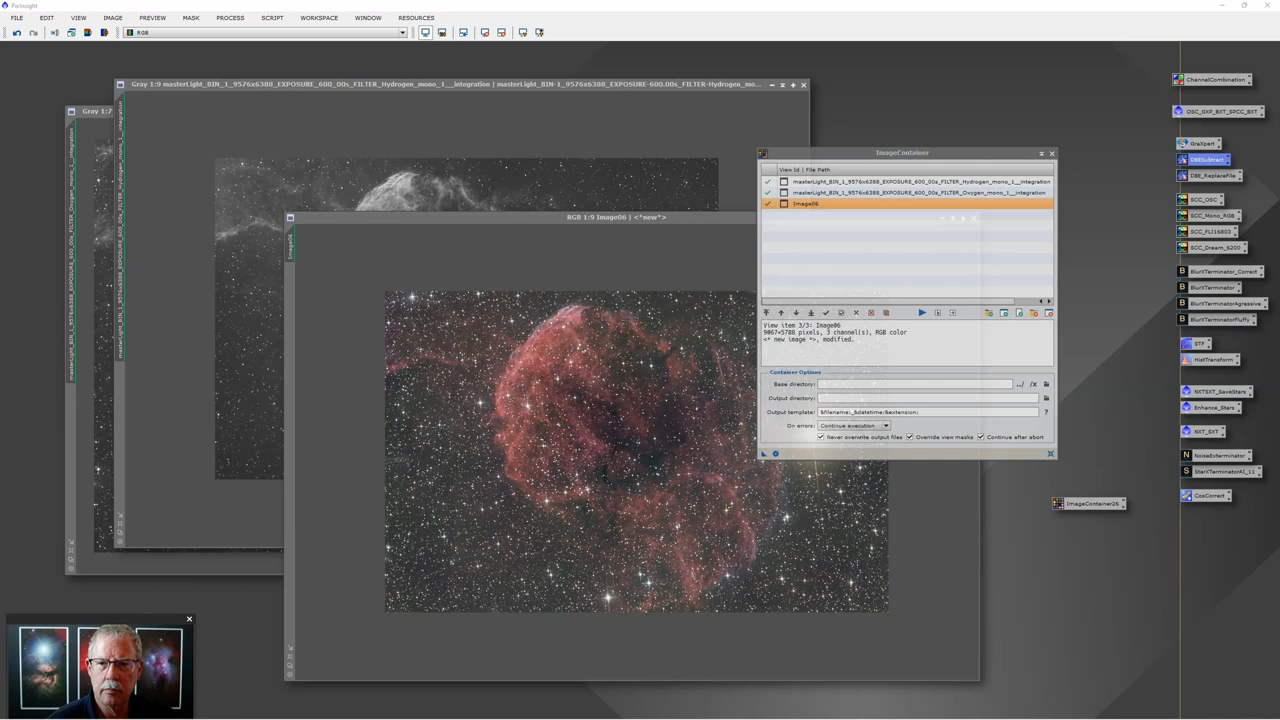 PixInsight
FILE EDIT VIEW IMAGE PREVIEW MASK PROCESS SCRIPT WORKSPACE WINDOW RESOURCES
RGB
Gray 1:9 masterLight_BIN_1_9576x6388_EXPOSURE_600_00s_FILTER_Hydrogen_mono_1__integration | masterLight_BIN-1_9576x6388_EXPOSURE-600.00s_FILTER-Hydrogen_mo...
Gray 1:7
masterLight_BIN_1_9576x6388_EXPOSURE_600_00s_FILTER_Oxygen_mono_1__integration
masterLight_BIN_1_9576x6388_EXPOSURE_600_00s_FILTER_Hydrogen_mono_1__integration
RGB 1:9 Image06 | <*new*>
Image06
ImageContainer
View Id | File Path
masterLight_BIN_1_9576x6388_EXPOSURE_600_00s_FILTER_Hydrogen_mono_1__integration
masterLight_BIN_1_9576x6388_EXPOSURE_600_00s_FILTER_Oxygen_mono_1__integration
Image06
View item 3/3: Image06
9067×5788 pixels, 3 channel(s), RGB color
<* new image *>, modified.
Container Options
Base directory:
Output directory:
Output template: &filename;_&datetime;&extension;
On errors: Continue execution
Never overwrite output files Override view masks Continue after abort
ImageContainer26
ChannelCombination
OSC_GXP_BXT_SPCC_BXT
GraXpert
DBESubtract
DBE_ReplaceFile
SCC_OSC
SCC_Mono_RGB
SCC_FLI16803
SCC_Dream_6200
B BlurXTerminator_Correct
B BlurXTerminator
B BlurXTerminatorAgressive
B BlurXTerminatorFluffy
STF
HistTransform
NXTSXT_SaveStars
Enhance_Stars
NXT_SXT
N NoiseExterminator
S StarXTerminatorAI_11
CosCorrect